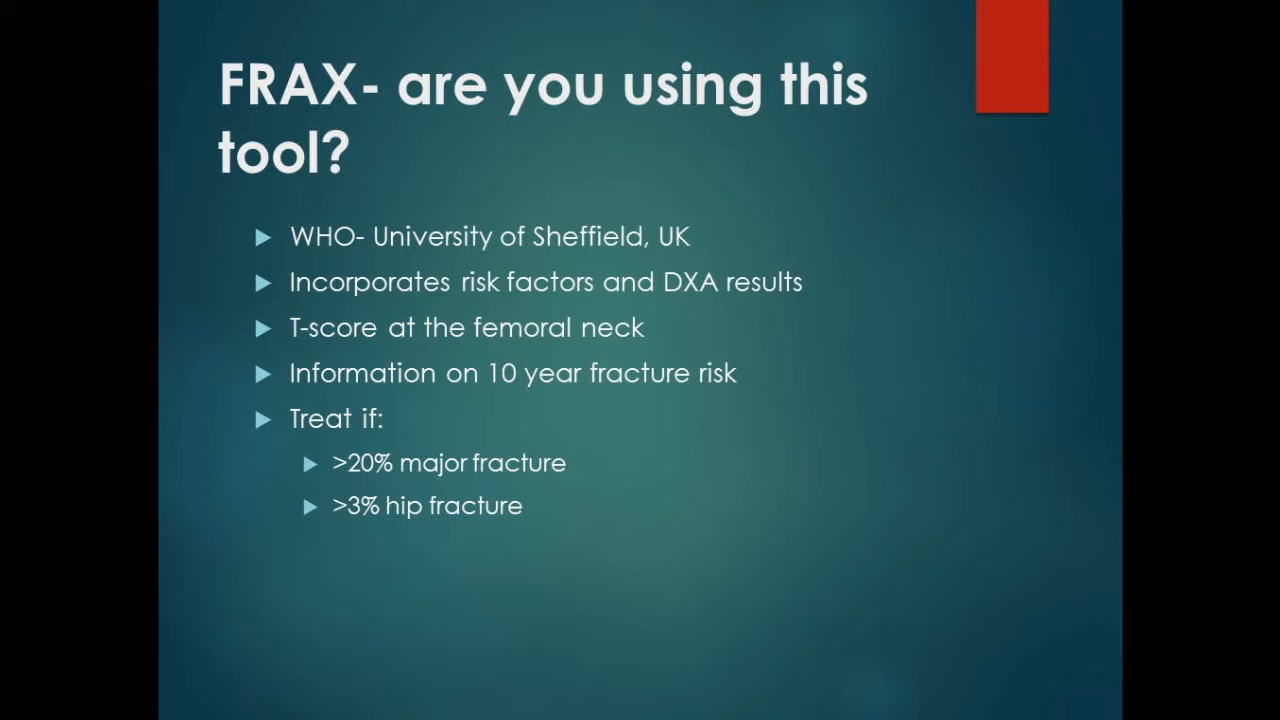 FRAX- are you using this
tool?
WHO- University of Sheffield, UK
Incorporates risk factors and DXA results
T-score at the femoral neck
Information on 10 year fracture risk
Treat if:
>20% major fracture
>3% hip fracture